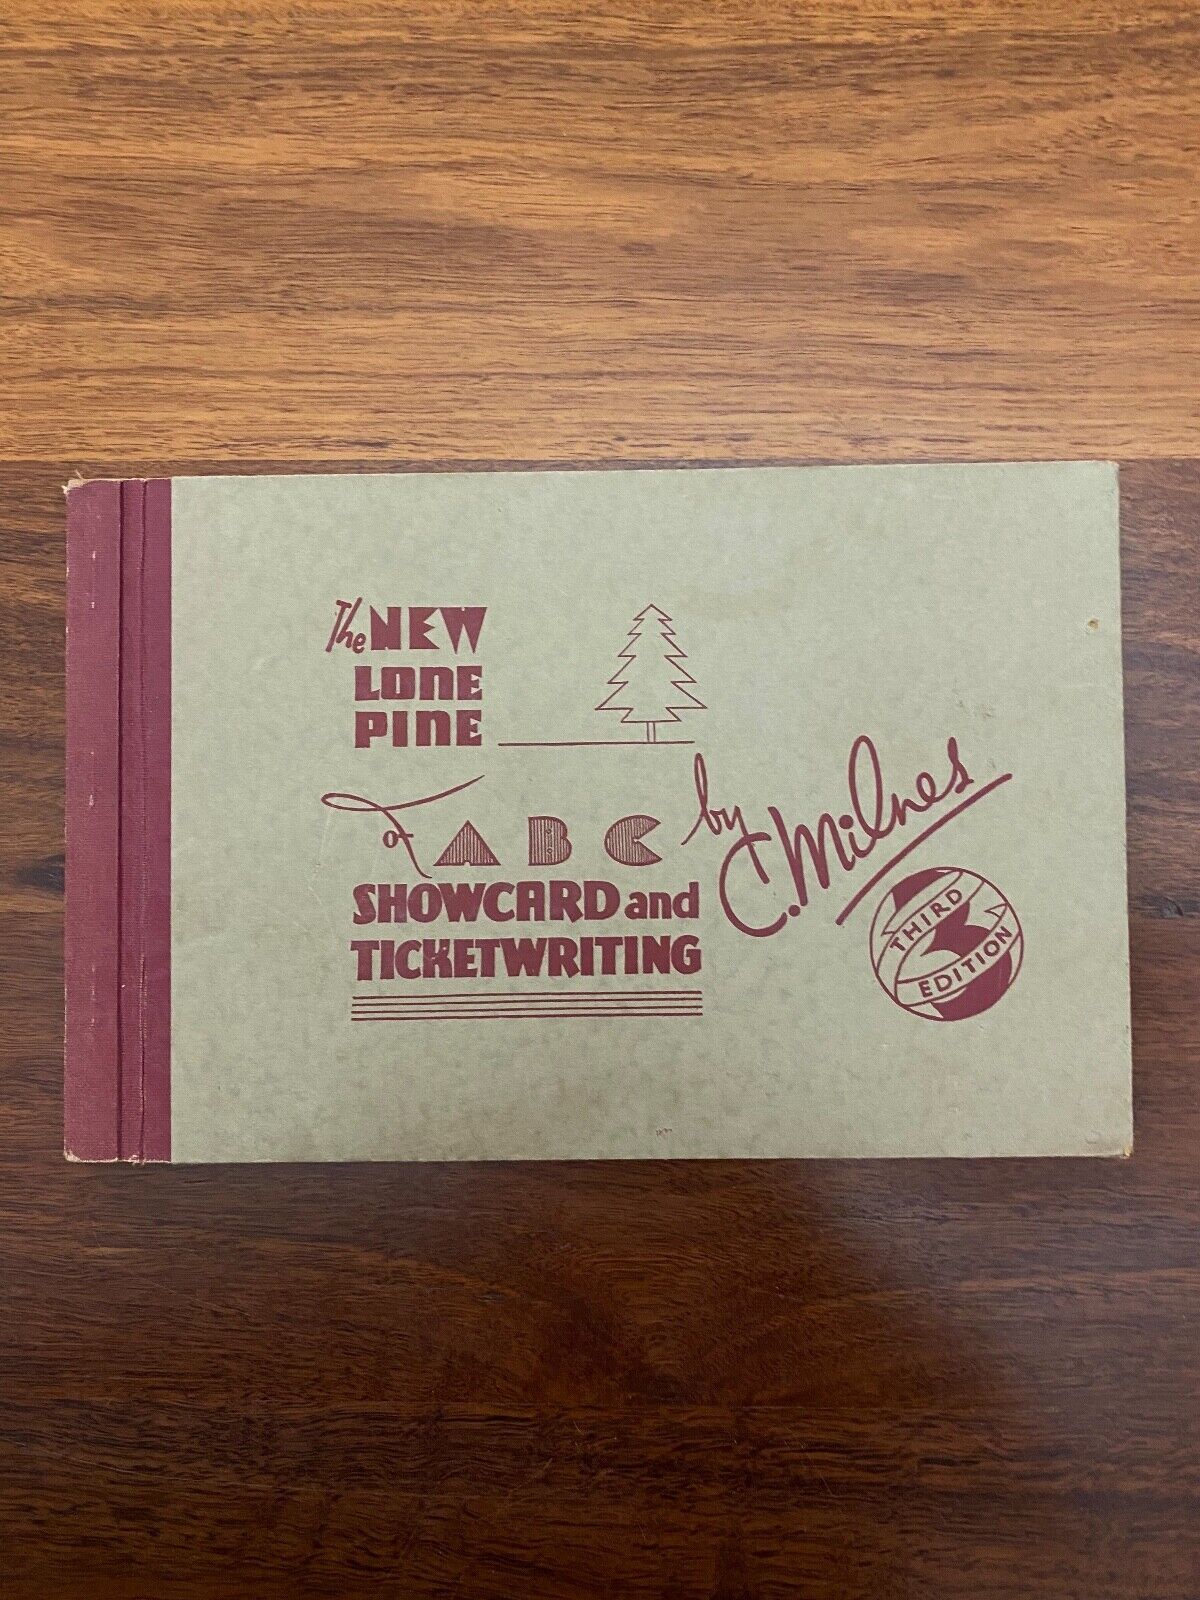 The NEW
LONE
PINE
of ABC
SHOWCARD and
TICKETWRITING
by
C. Milnes
THIRD
EDITION